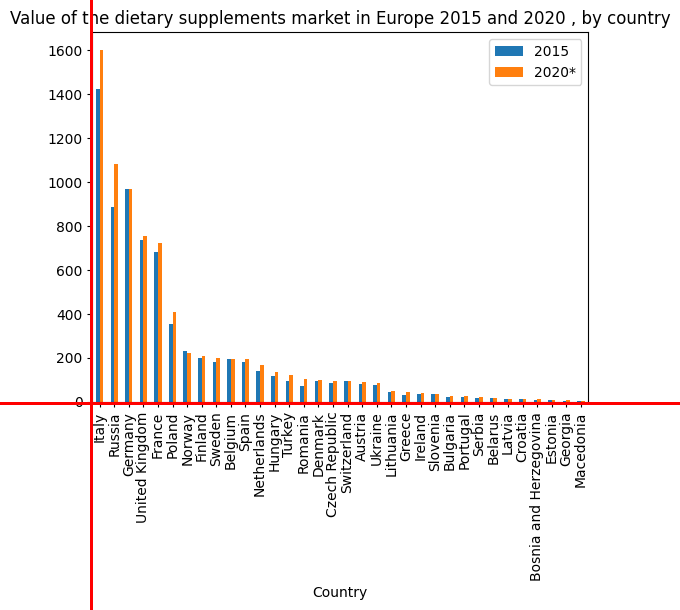 Value of the dietary supplements market in Europe 2015 and 2020 , by country
2015
2020*
1600
1400
1200
1000
800
600
400
200
0
Italy
Russia
Germany
United Kingdom
France
Poland
Norway
Finland
Sweden
Belgium
Spain
Netherlands
Hungary
Turkey
Romania
Denmark
Czech Republic
Switzerland
Austria
Ukraine
Lithuania
Greece
Ireland
Slovenia
Bulgaria
Portugal
Serbia
Belarus
Latvia
Croatia
Bosnia and Herzegovina
Estonia
Georgia
Macedonia
Country